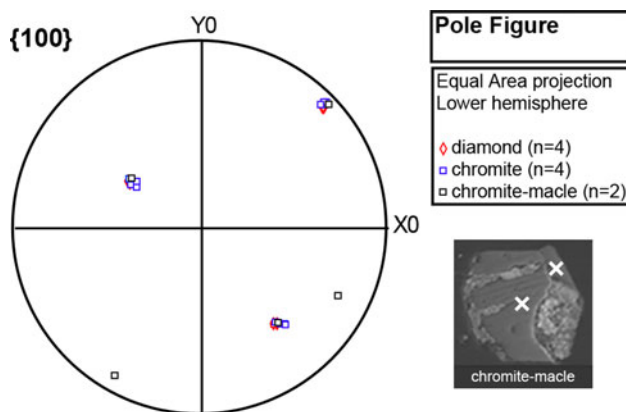 {100}
Y0
X0
Pole Figure
Equal Area projection
Lower hemisphere
diamond (n=4)
chromite (n=4)
chromite-macle (n=2)
chromite-macle